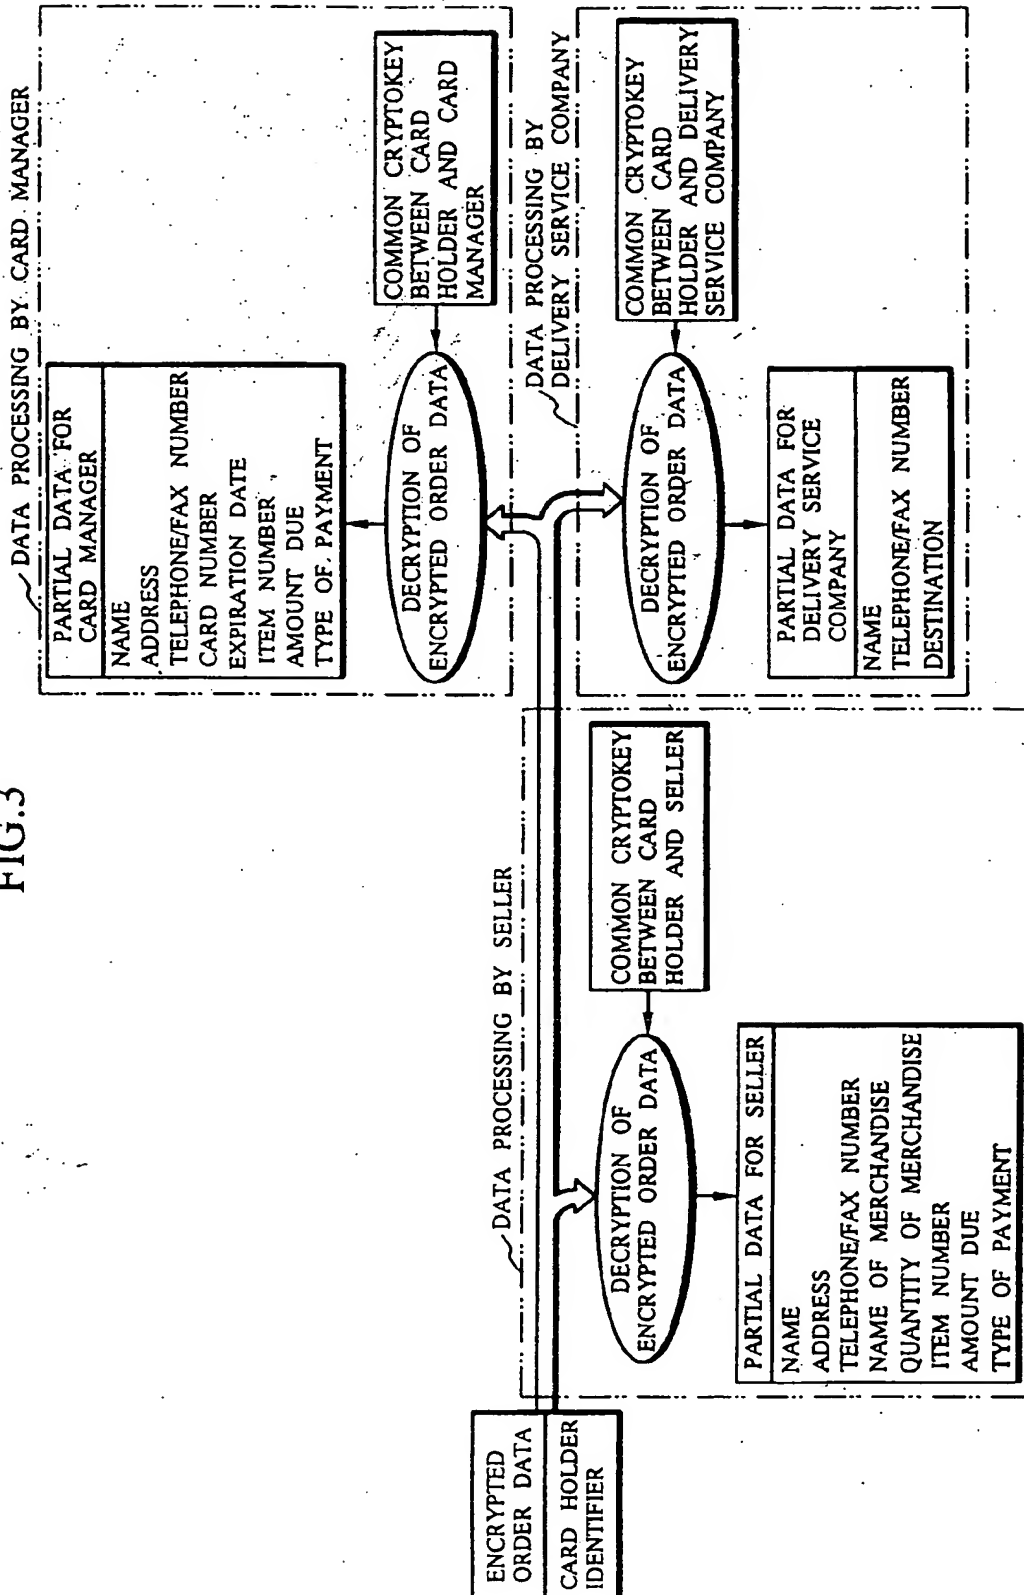 FIG.3
DATA PROCESSING BY CARD MANAGER
PARTIAL DATA FOR
CARD MANAGER
NAME
ADDRESS
TELEPHONE/FAX NUMBER
CARD NUMBER
EXPIRATION DATE
ITEM NUMBER
AMOUNT DUE
TYPE OF PAYMENT
DECRYPTION OF
ENCRYPTED ORDER DATA
COMMON CRYPTOKEY
BETWEEN CARD
HOLDER AND CARD
MANAGER
DATA PROCESSING BY SELLER
ENCRYPTED
ORDER DATA
CARD HOLDER
IDENTIFIER
DECRYPTION OF
ENCRYPTED ORDER DATA
COMMON CRYPTOKEY
BETWEEN CARD
HOLDER AND SELLER
PARTIAL DATA FOR SELLER
NAME
ADDRESS
TELEPHONE/FAX NUMBER
NAME OF MERCHANDISE
QUANTITY OF MERCHANDISE
ITEM NUMBER
AMOUNT DUE
TYPE OF PAYMENT
DATA PROCESSING BY
DELIVERY SERVICE COMPANY
DECRYPTION OF
ENCRYPTED ORDER DATA
COMMON CRYPTOKEY
BETWEEN CARD
HOLDER AND DELIVERY
SERVICE COMPANY
PARTIAL DATA FOR
DELIVERY SERVICE
COMPANY
NAME
TELEPHONE/FAX NUMBER
DESTINATION